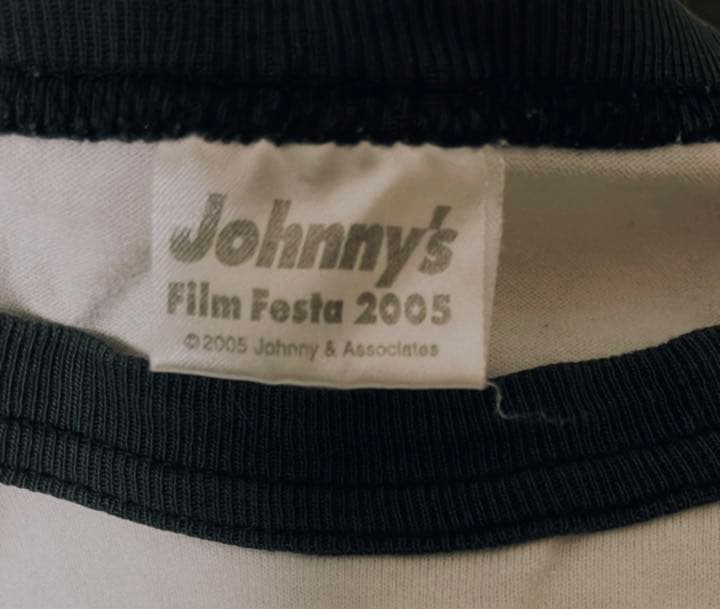 Johnny's
Film Festa 2005
©2005 Johnny & Associates